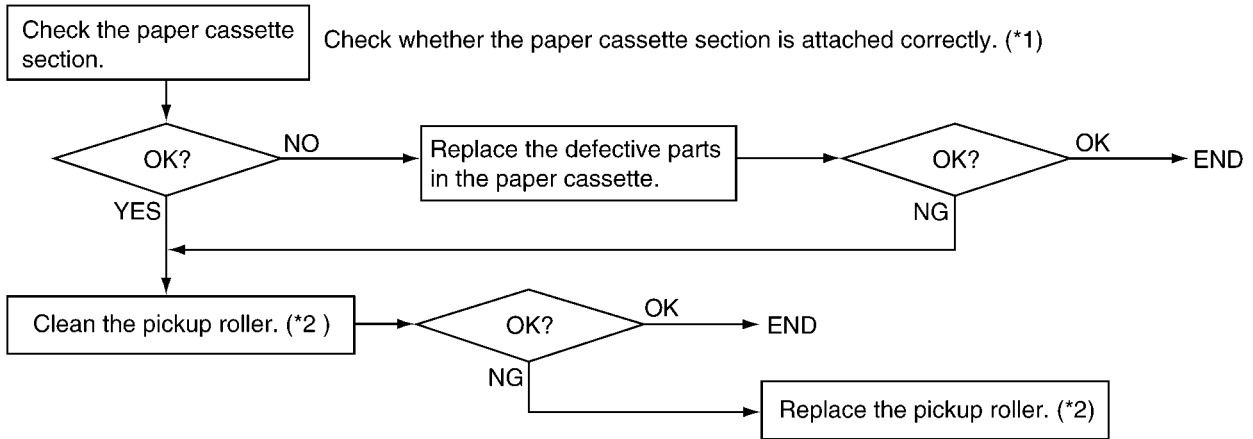 Check the paper cassette
section.
Check whether the paper cassette section is attached correctly. (*1)
OK?
NO
Replace the defective parts
in the paper cassette.
OK?
OK
END
YES
NG
Clean the pickup roller. (*2 )
OK?
OK
END
NG
Replace the pickup roller. (*2)